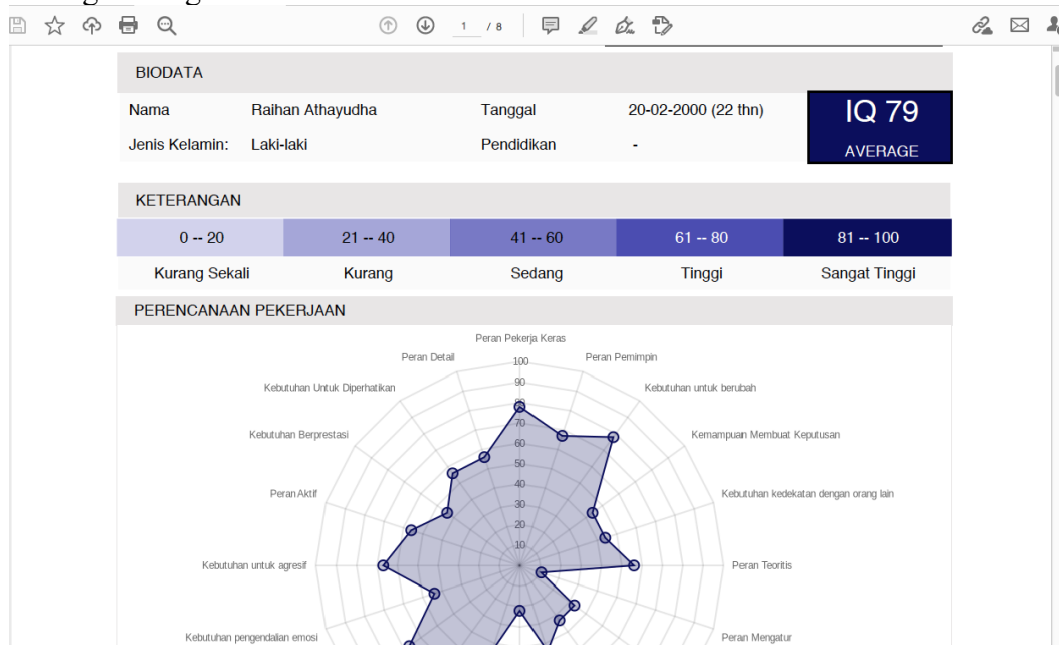 1 / 8
BIODATA
Nama Raihan Athayudha Tanggal 20-02-2000 (22 thn)
IQ 79
Jenis Kelamin: Laki-laki Pendidikan -
AVERAGE
KETERANGAN
0 -- 20 21 -- 40 41 -- 60 61 -- 80 81 -- 100
Kurang Sekali Kurang Sedang Tinggi Sangat Tinggi
PERENCANAAN PEKERJAAN
Peran Pekerja Keras
Peran Detail
Peran Pemimpin
100
90
80
70
60
50
40
30
20
10
Kebutuhan Untuk Diperhatikan
Kebutuhan untuk berubah
Kebutuhan Berprestasi
Kemampuan Membuat Keputusan
Peran Aktif
Kebutuhan kedekatan dengan orang lain
Kebutuhan untuk agresif
Peran Teoritis
Kebutuhan pengendalian emosi
Peran Mengatur